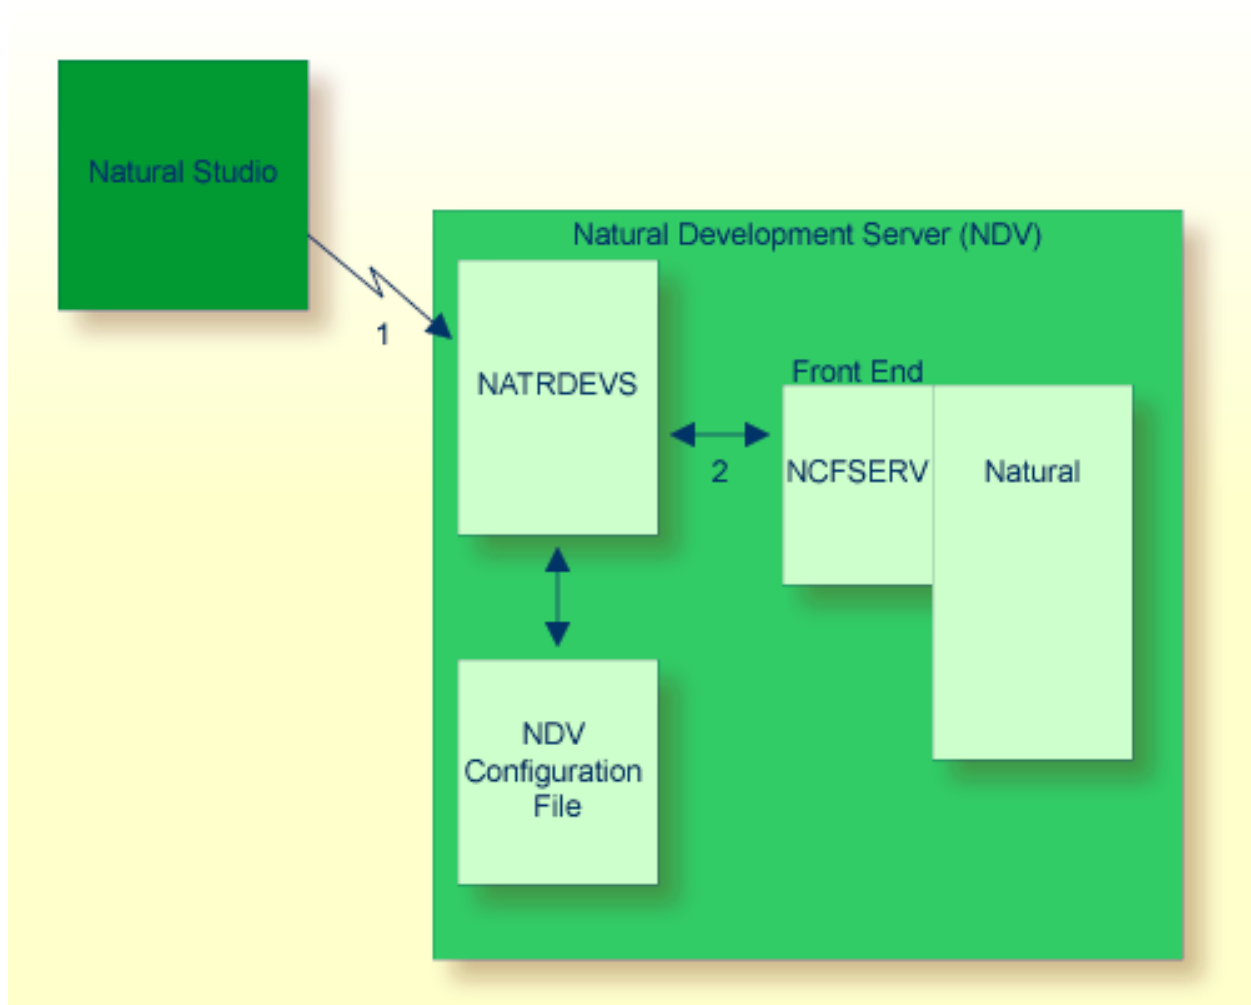 Natural Studio
Natural Development Server (NDV)
1
NATRDEVS
Front End
2
NCFSERV
Natural
NDV
Configuration
File